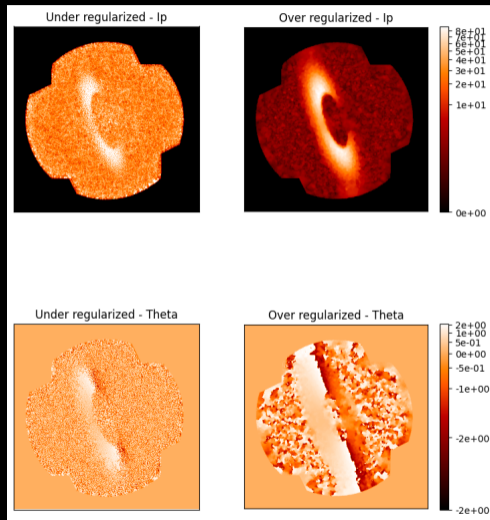 Under regularized - Ip
Over regularized - Ip
8e+01
7e+01
6e+01
5e+01
4e+01
3e+01
2e+01
1e+01
0e+00
Under regularized - Theta
Over regularized - Theta
2e+00
1e+00
5e-01
0e+00
-5e-01
-1e+00
-2e+00
-2e+00